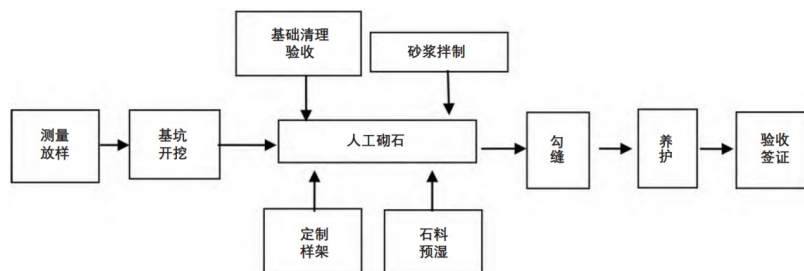 基础清理
验收
砂浆拌制
测量
放样
基坑
开挖
人工砌石
勾
缝
养
护
验收
签证
定制
样架
石料
预湿